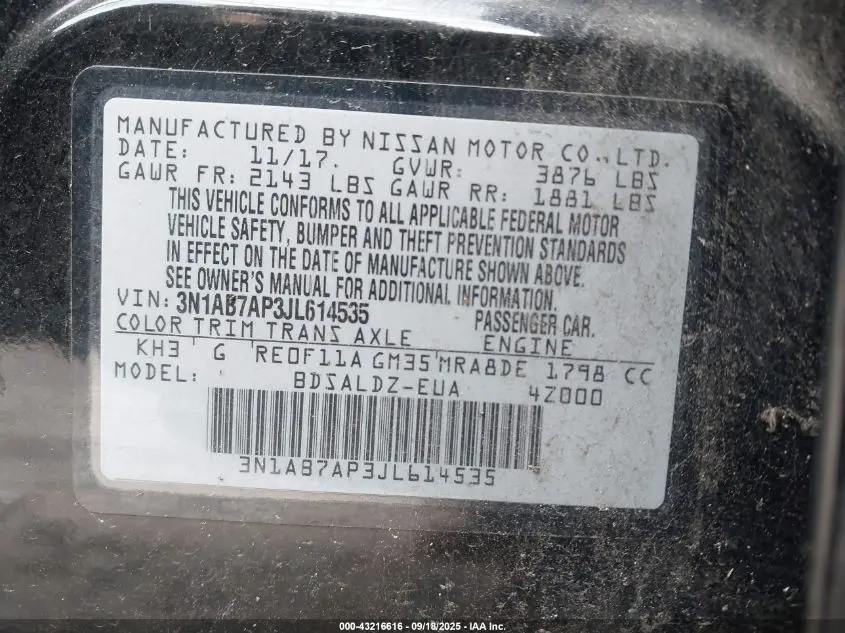 MANUFACTURED BY NISSAN MOTOR CO.,LTD.
DATE: 11/17. GVWR: 3876 LBS
GAWR FR: 2143 LBS GAWR RR: 1881 LBS
THIS VEHICLE CONFORMS TO ALL APPLICABLE FEDERAL MOTOR
VEHICLE SAFETY, BUMPER AND THEFT PREVENTION STANDARDS
IN EFFECT ON THE DATE OF MANUFACTURE SHOWN ABOVE.
SEE OWNER'S MANUAL FOR ADDITIONAL INFORMATION.
VIN: 3N1AB7AP3JL614535 PASSENGER CAR.
COLOR TRIM TRANS AXLE ENGINE
KH3 ' G ' RE0F11A GM35'MRA8DE 1798 CC
MODEL: BDSALDZ-EUA 4Z000
3N1AB7AP3JL614535
000-43216616 - 09/18/2025 - IAA Inc.